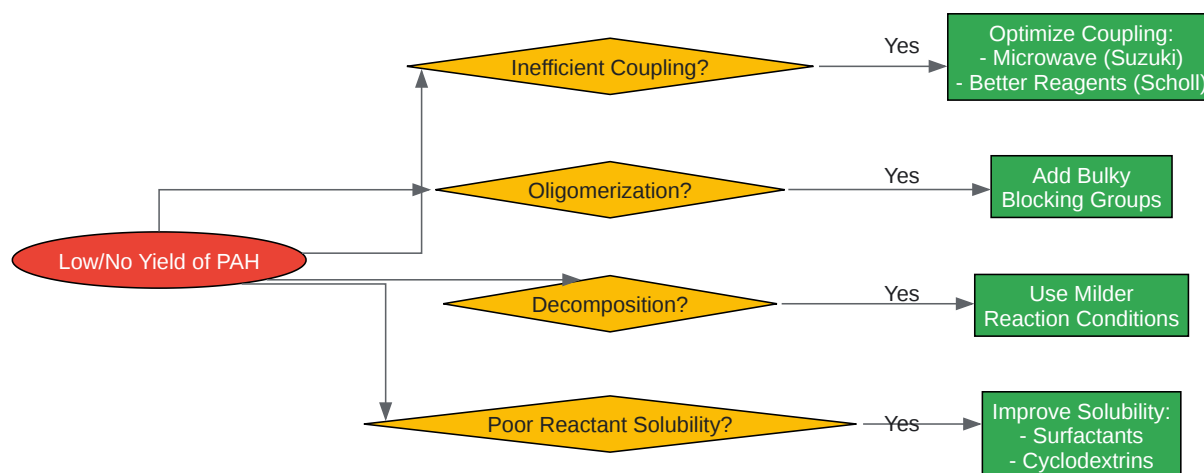 Low/No Yield of PAH
Inefficient Coupling?
Yes
Optimize Coupling:
- Microwave (Suzuki)
- Better Reagents (Scholl)
Oligomerization?
Yes
Add Bulky
Blocking Groups
Decomposition?
Yes
Use Milder
Reaction Conditions
Poor Reactant Solubility?
Yes
Improve Solubility:
- Surfactants
- Cyclodextrins